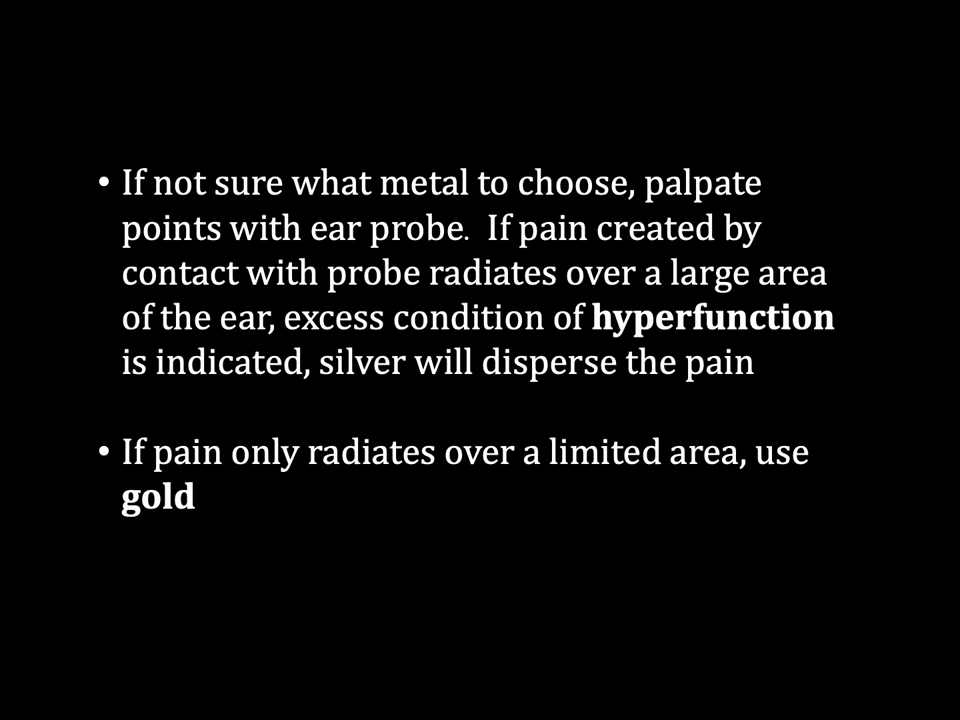 • If not sure what metal to choose, palpate
points with ear probe.  If pain created by
contact with probe radiates over a large area
of the ear, excess condition of hyperfunction
is indicated, silver will disperse the pain
• If pain only radiates over a limited area, use
gold